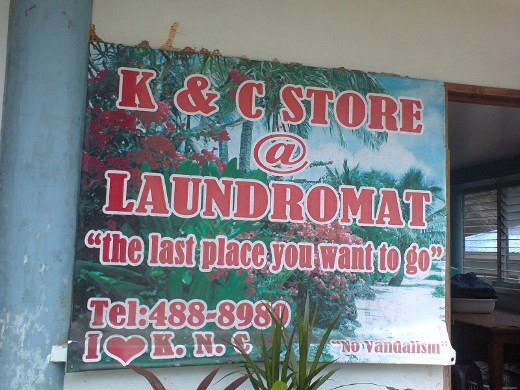 K & C STORE
@
LAUNDROMAT
"the last place you want to go"
Tel:488-8980
I ❤ K. N. C
"No Vandalism"